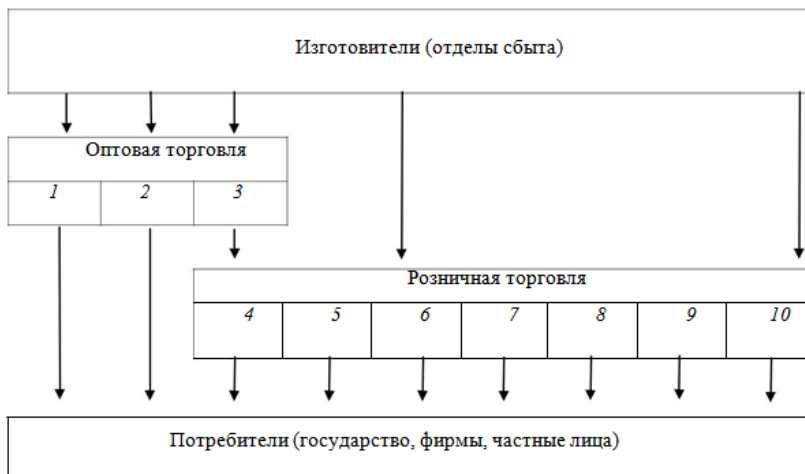 Изготовители (отделы сбыта)
Оптовая торговля
1 2 3
Розничная торговля
4 5 6 7 8 9 10
Потребители (государство, фирмы, частные лица)